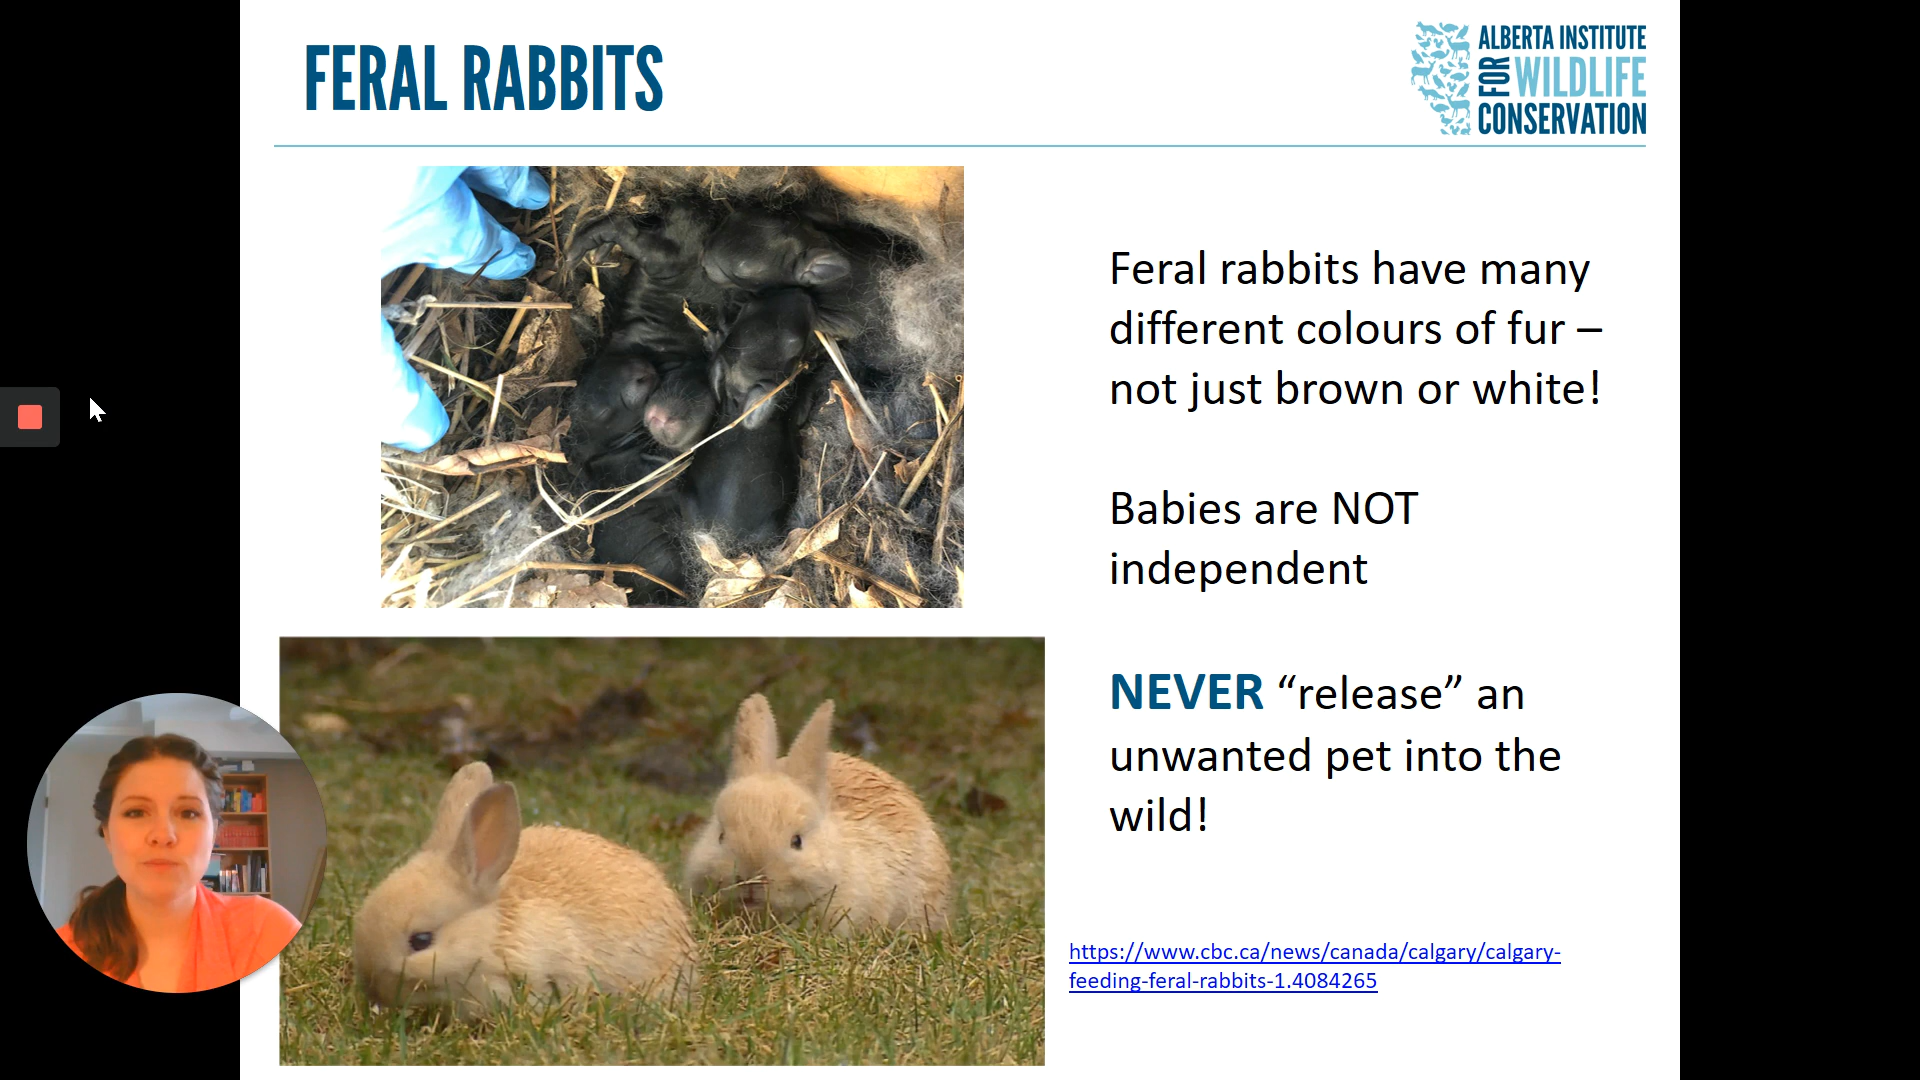 FERAL RABBITS
ALBERTA INSTITUTE
FOR WILDLIFE
CONSERVATION
Feral rabbits have many
different colours of fur –
not just brown or white!
Babies are NOT
independent
NEVER “release” an
unwanted pet into the
wild!
https://www.cbc.ca/news/canada/calgary/calgary-
feeding-feral-rabbits-1.4084265